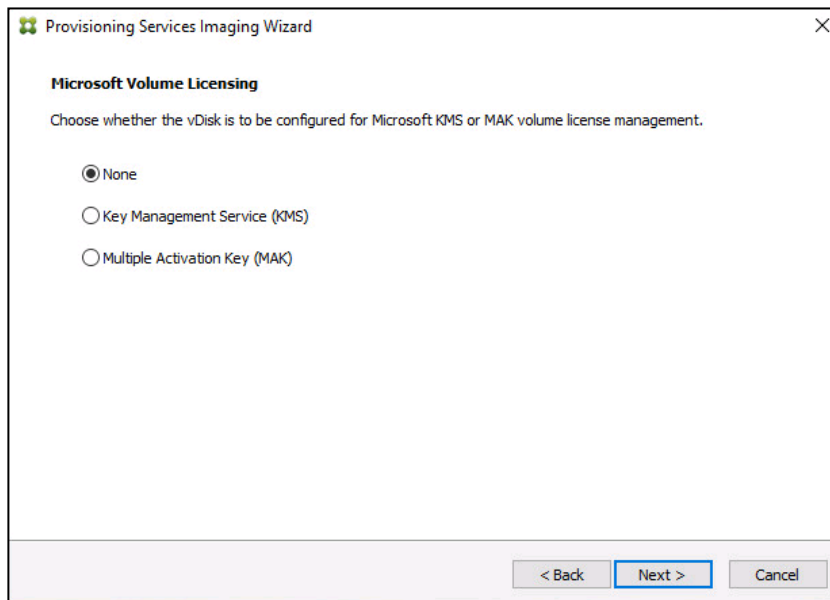 Provisioning Services Imaging Wizard
Microsoft Volume Licensing
Choose whether the vDisk is to be configured for Microsoft KMS or MAK volume license management.
None
Key Management Service (KMS)
Multiple Activation Key (MAK)
< Back Next > Cancel